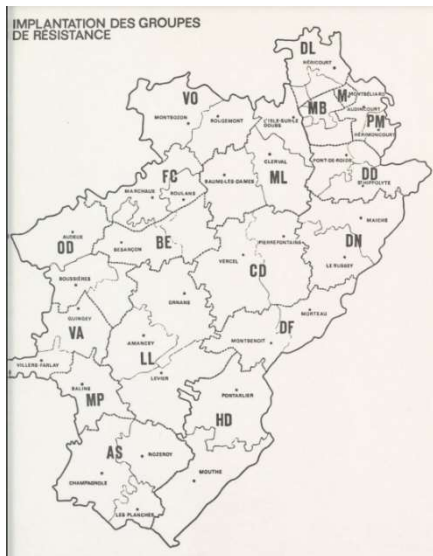 IMPLANTATION DES GROUPES
DE RÉSISTANCE
DL
HÉRICOURT
VO
M
MONTBÉLIARD
MB
AUDINCOURT
MONTBOZON
ROUGEMONT
L'ISLE-SUR-LE
DOUBS
PM
HÉRIMONCOURT
CLERVAL
PONT-DE-ROIDE
FC
BAUME-LES-DAMES
ML
DD
ST HIPPOLYTE
MARCHAUX
ROULANS
MAICHE
AUDEUX
OD
BE
BESANÇON
PIERREFONTAINE
DN
VERCEL
CD
LE RUSSEY
BOUSSIÈRES
ORNANS
QUINGEY
MORTEAU
VA
DF
AMANCEY
MONTBENOIT
LL
VILLERS-FARLAY
LEVIER
SALINS
MP
PONTARLIER
HD
AS
NOZEROY
CHAMPAGNOLE
MOUTHE
LES PLANCHES